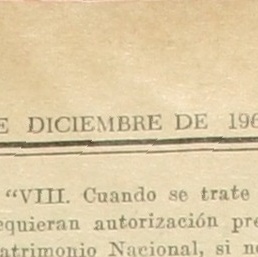 DICIEMBRE DE 196
"VIII. Cuando se trate
equieran autorización pre
atrimonio Nacional, si no